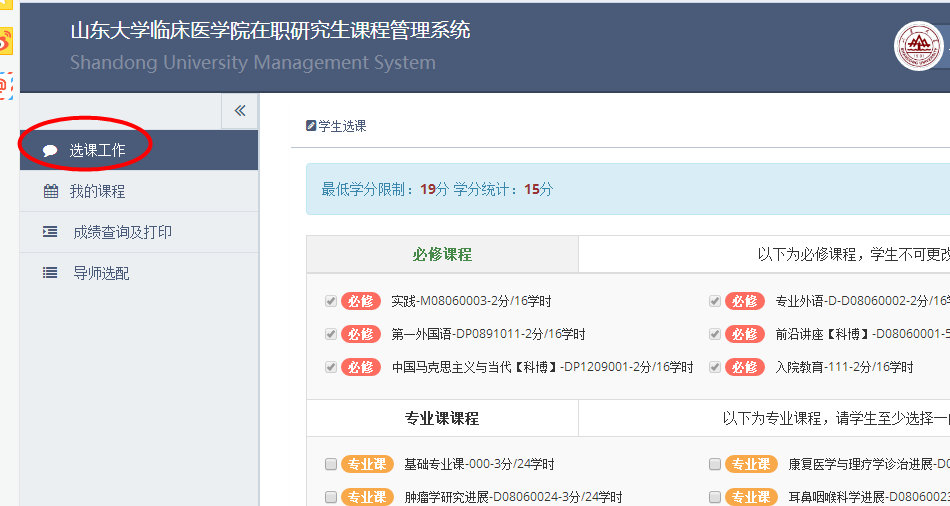 山东大学临床医学院在职研究生课程管理系统
Shandong University Management System
选课工作
我的课程
成绩查询及打印
导师选配
学生选课
最低学分限制：19分 学分统计：15分
必修课程 以下为必修课程，学生不可更改
必修 实践-M08060003-2分/16学时 必修 专业外语-D-D08060002-2分/16学
必修 第一外国语-DP0891011-2分/16学时 必修 前沿讲座【科博】-D08060001-5
必修 中国马克思主义与当代【科博】-DP1209001-2分/16学时 必修 入院教育-111-2分/16学时
专业课课程 以下为专业课程，请学生至少选择一
专业课 基础专业课-000-3分/24学时 专业课 康复医学与理疗学诊治进展-D0
专业课 肿瘤学研究进展-D08060024-3分/24学时 专业课 耳鼻咽喉科学进展-D0806002